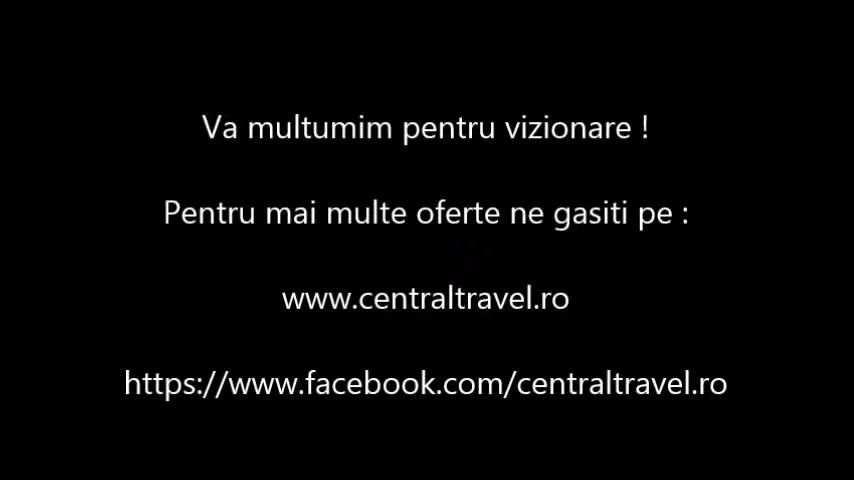 Va multumim pentru vizionare !
Pentru mai multe oferte ne gasiti pe :
www.centraltravel.ro
https://www.facebook.com/centraltravel.ro